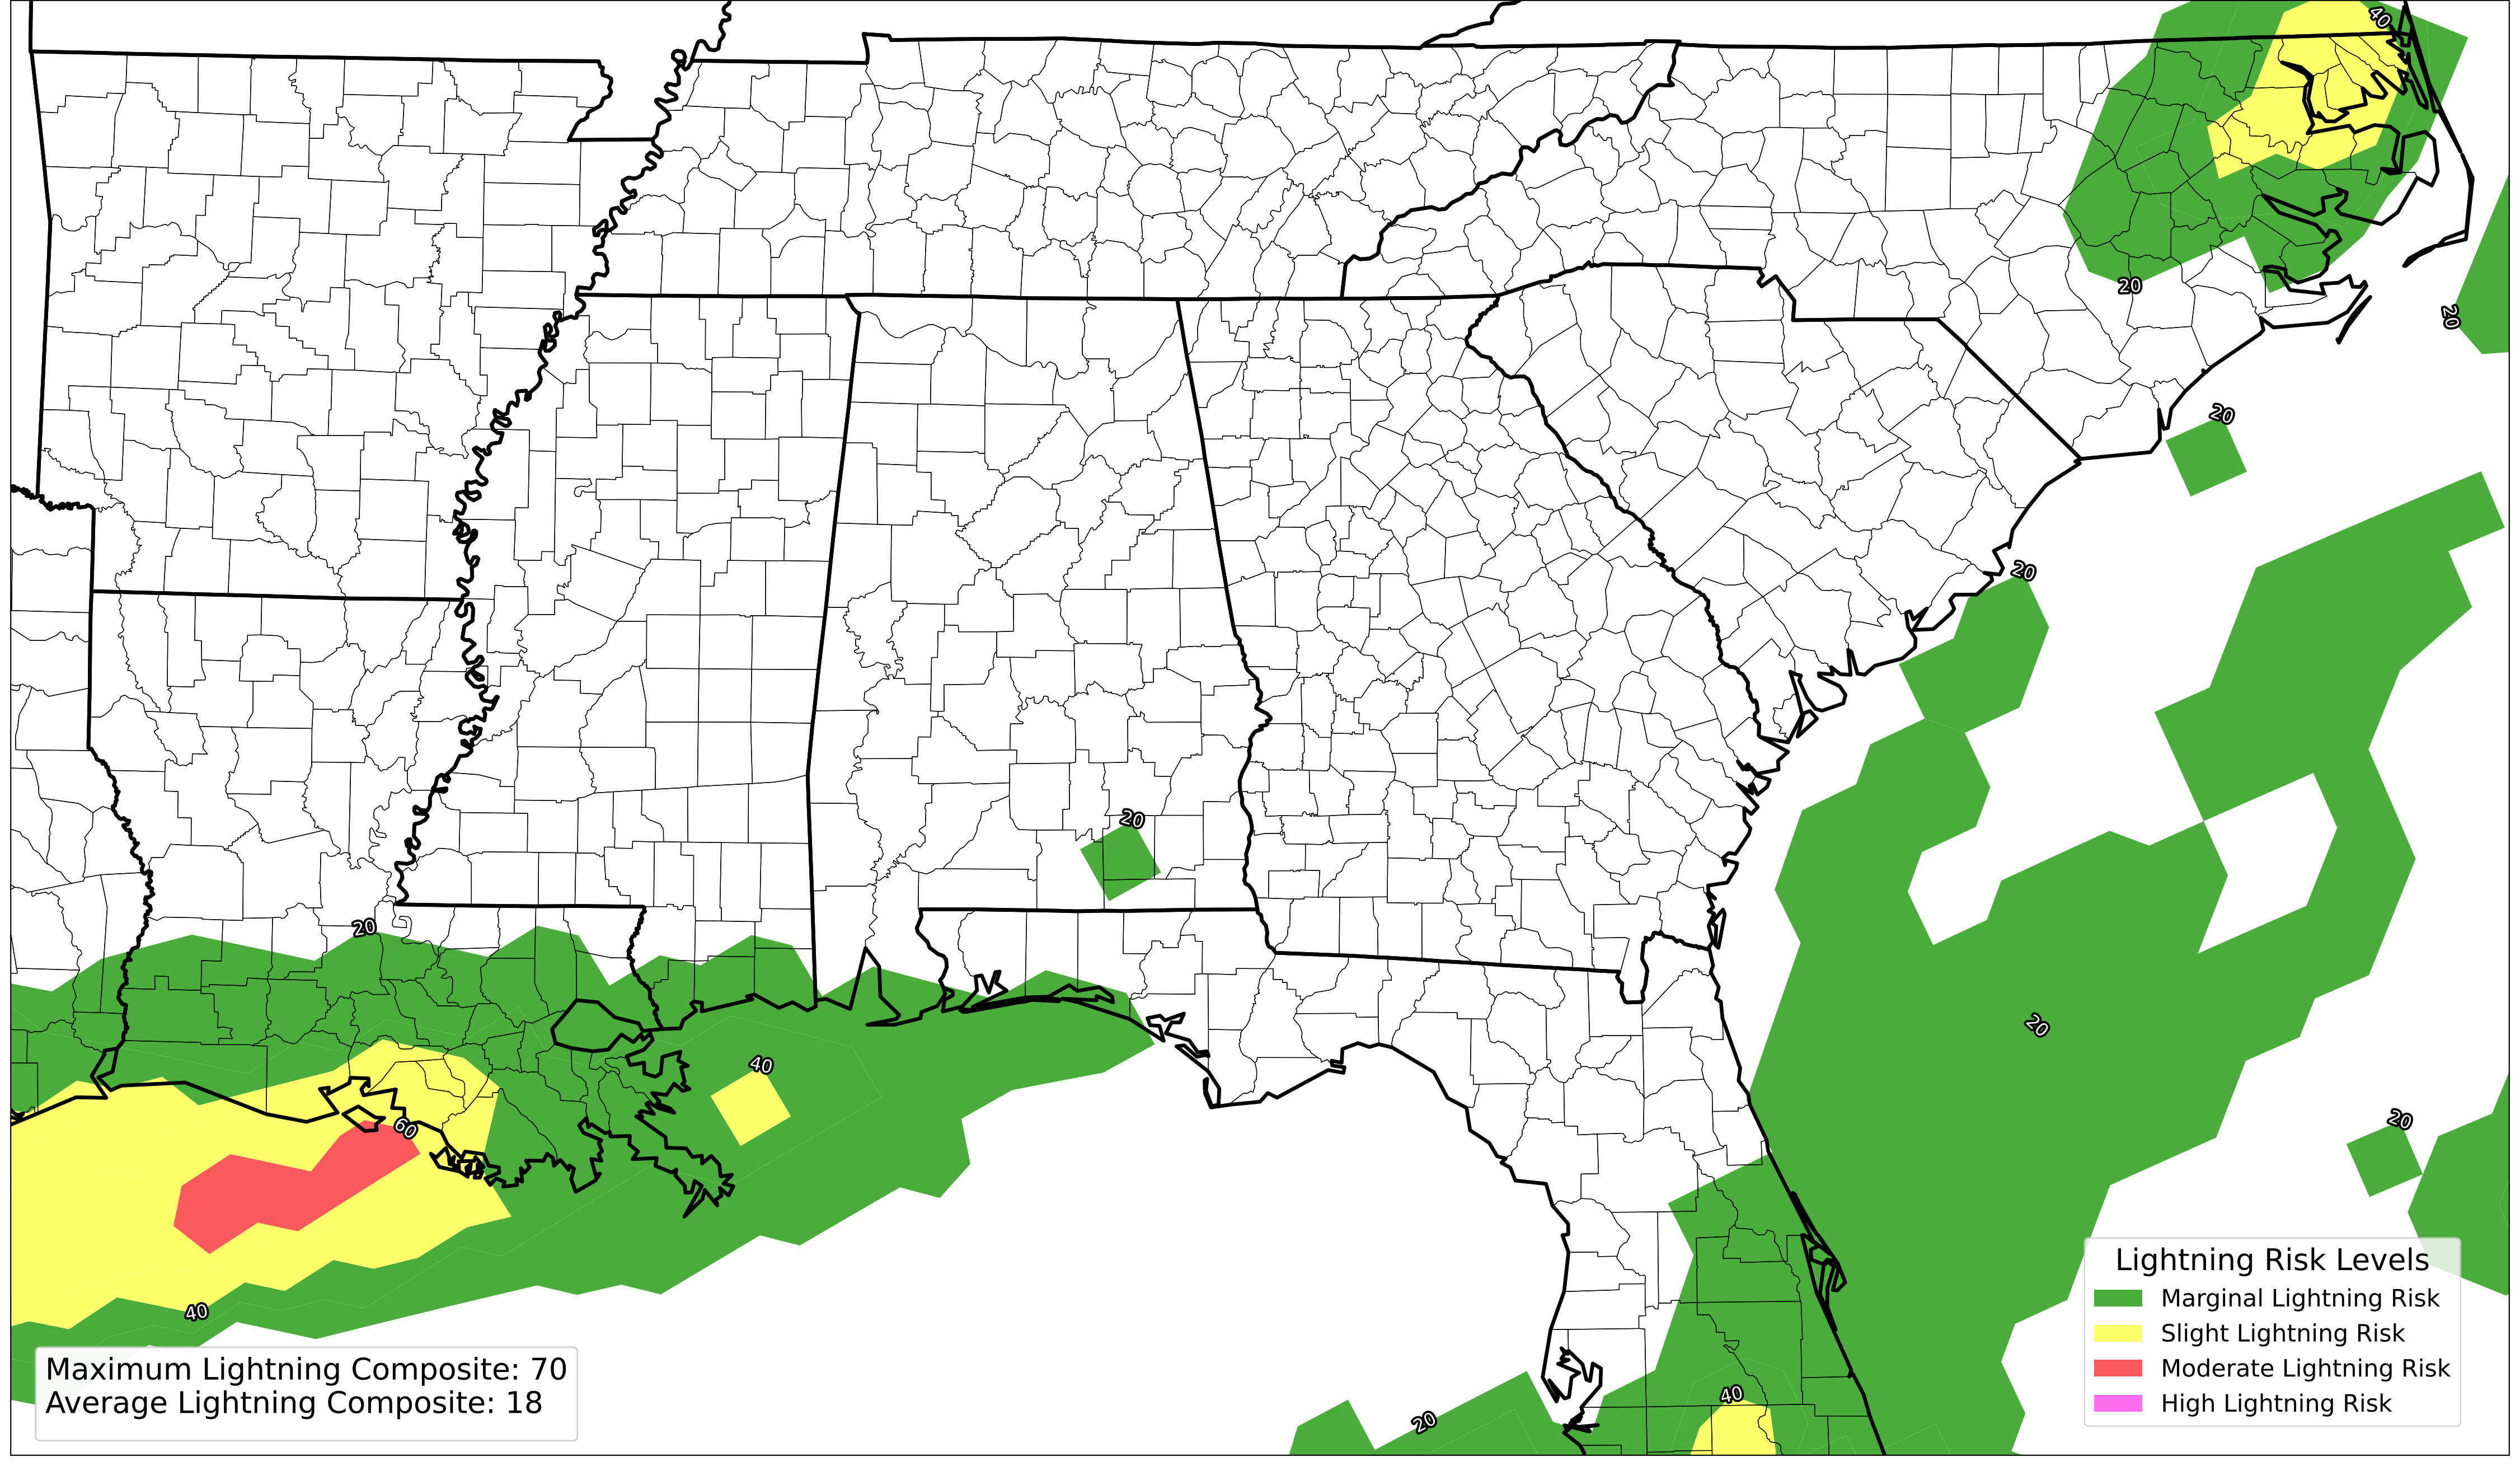 40
20
20
20
20
20
20
40
60
20
20
40
40
20
Lightning Risk Levels
Marginal Lightning Risk
Slight Lightning Risk
Moderate Lightning Risk
High Lightning Risk
Maximum Lightning Composite: 70
Average Lightning Composite: 18